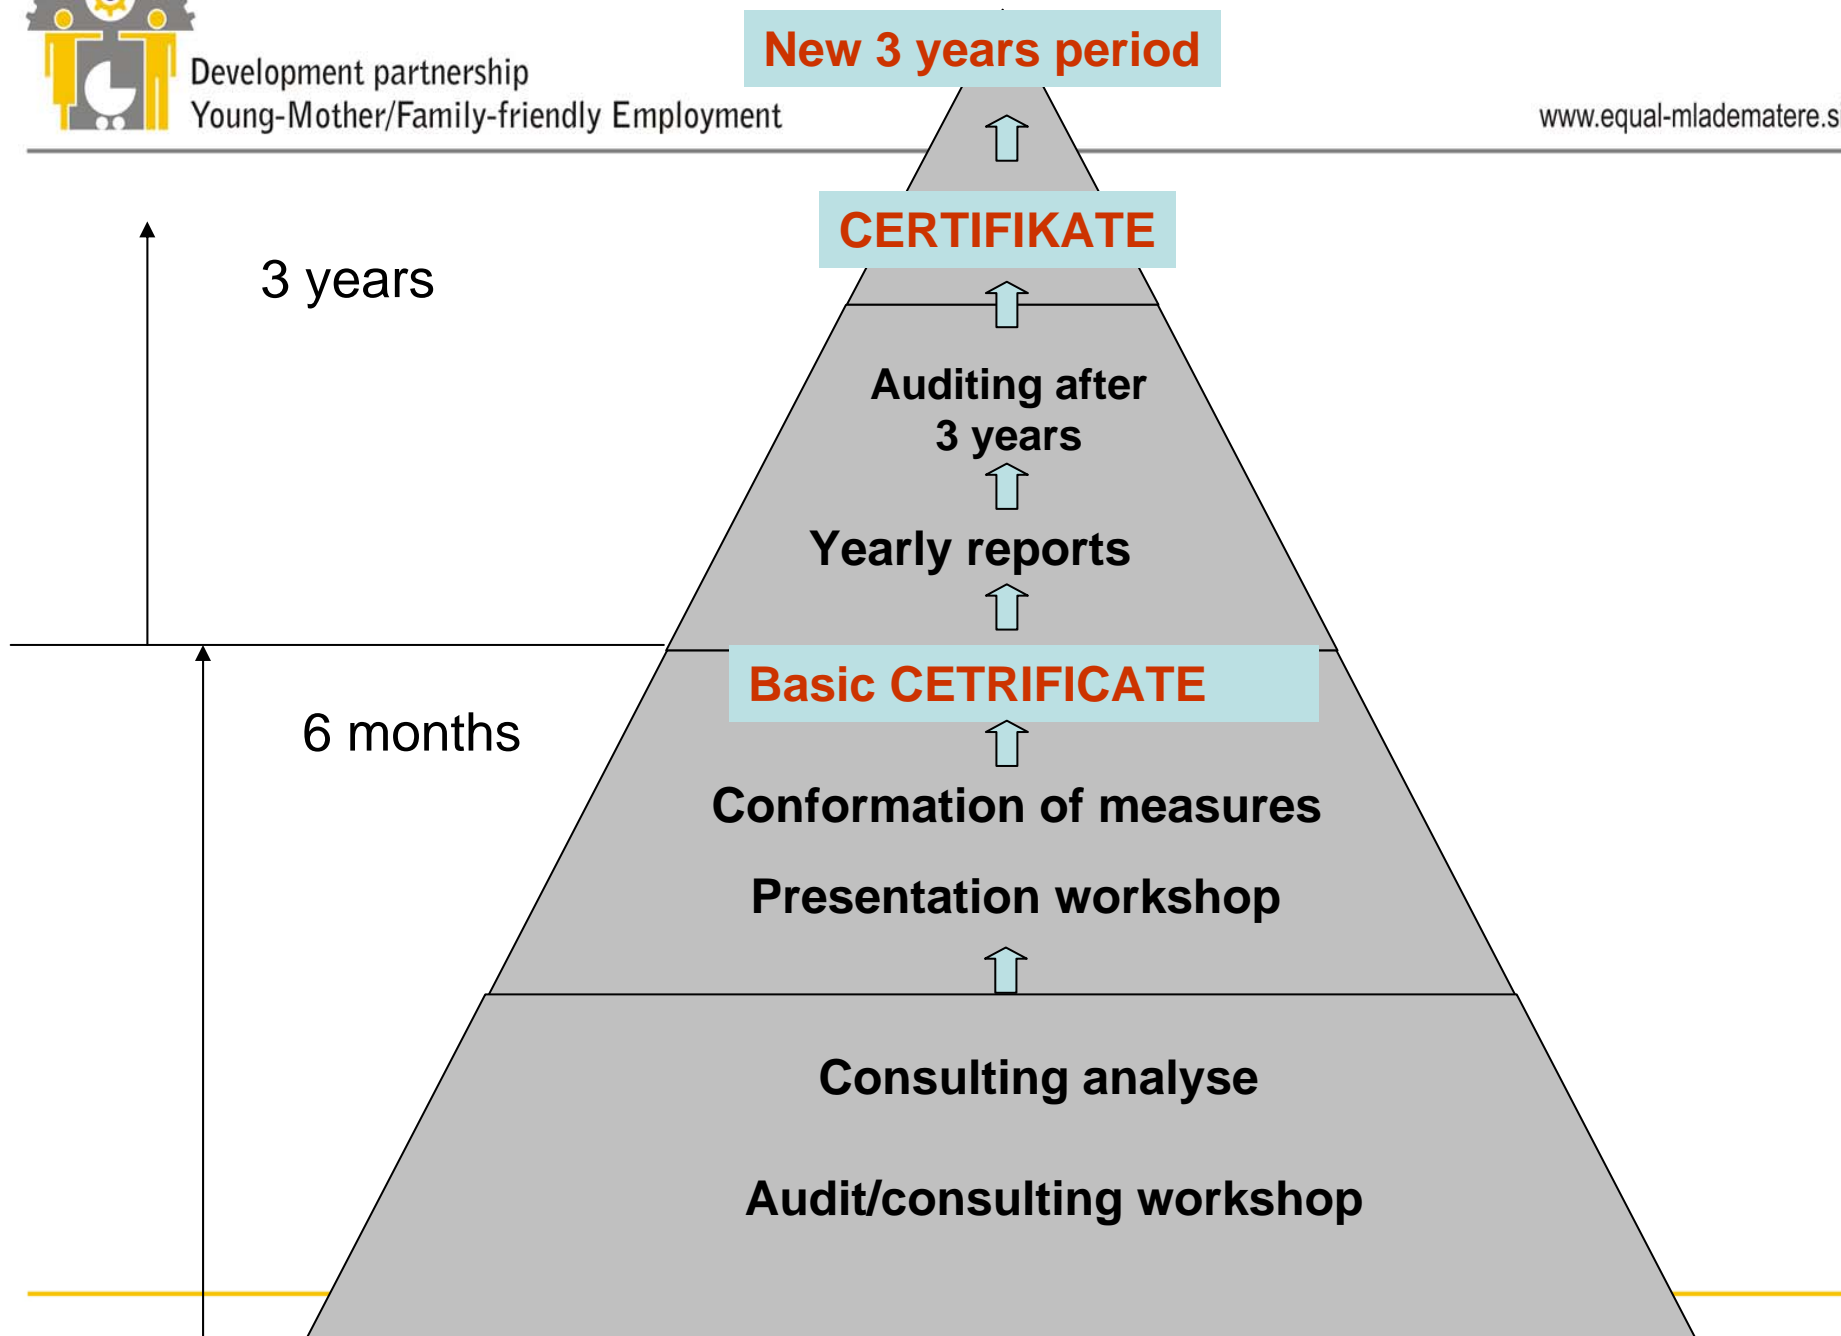 Development partnership
Young-Mother/Family-friendly Employment
www.equal-mladematere.si
New 3 years period
CERTIFIKATE
3 years
Auditing after
3 years
Yearly reports
Basic CETRIFICATE
6 months
Conformation of measures
Presentation workshop
Consulting analyse
Audit/consulting workshop